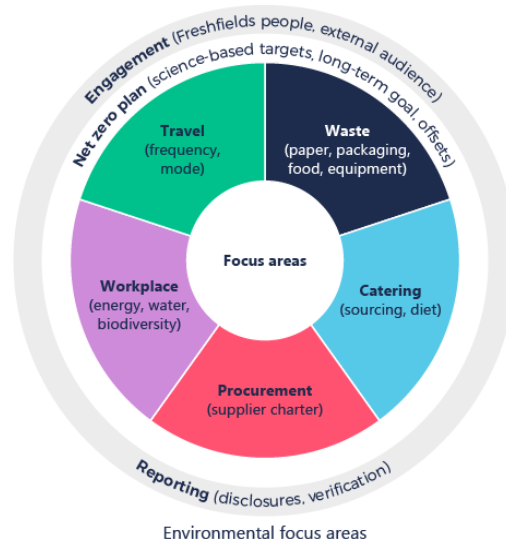 Engagement (Freshfields people, external audience)
Net zero plan (science-based targets, long-term goal, offsets)
Travel
(frequency,
mode)
Waste
(paper, packaging,
food, equipment)
Focus areas
Workplace
(energy, water,
biodiversity)
Catering
(sourcing, diet)
Procurement
(supplier charter)
Reporting (disclosures, verification)
Environmental focus areas